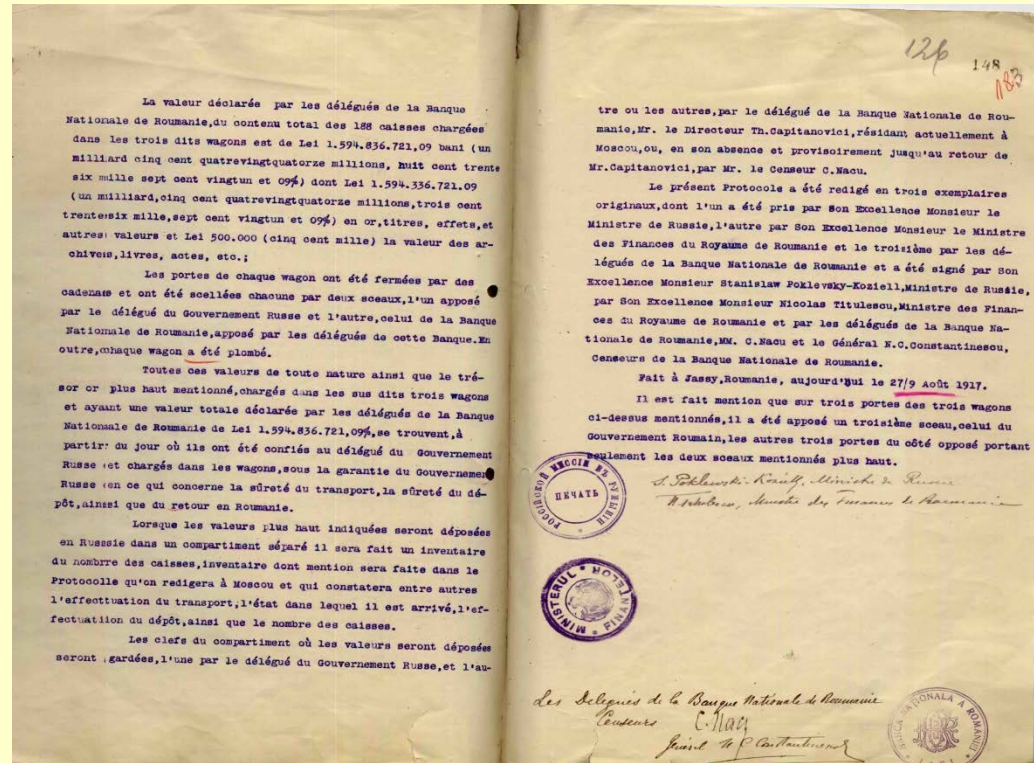 La valeur déclarée par les délégués de la Banque
Nationale de Roumanie,du contenu total des 188 caisses chargées
dans les trois dits wagons est de Lei 1.594.836.721,09 bani (un
milliard cinq cent quatrevingtquatorze millions, huit cent trente
six mille sept cent vingtun et 09%) dont Lei 1.594.336.721.09
(un milliard,cinq cent quatrevingtquatorze millions,trois cent
trente six mille,sept cent vingtun et 09%) en or,titres, effets,et
autres valeurs et Lei 500.000 (cinq cent mille) la valeur des ar-
chives,livres, actes, etc.;
Les portes de chaque wagon ont été fermées par des
cadenats et ont été scellées chacune par deux sceaux,l'un apposé
par le délégué du Gouvernement Russe et l'autre,celui de la Banque
Nationale de Roumanie,apposé par les délégués de cette Banque.En
outre,chaque wagon a été plombé.
Toutes ces valeurs de toute nature ainsi que le tré-
sor or plus haut mentionné,chargés dans les sus dits trois wagons
et ayant une valeur totale déclarée par les délégués de la Banque
Nationale de Roumanie de Lei 1.594.836.721,09%,se trouvent,à
partir du jour où ils ont été confiés au délégué du Gouvernement
Russe et chargés dans les wagons,sous la garantie du Gouvernement
Russe en ce qui concerne la sûreté du transport,la sûreté du dé-
pôt,ainsi que du retour en Roumanie.
Lorsque les valeurs plus haut indiquées seront déposées
en Russsie dans un compartiment séparé il sera fait un inventaire
du nombre des caisses,inventaire dont mention sera faite dans le
Protocolle qu'on redigera à Moscou et qui constatera entre autres
l'effecttuation du transport,l'état dans lequel il est arrivé,l'ef-
fectuatiion du dépôt,ainsi que le nombre des caisses.
Les clefs du compartiment où les valeurs seront déposées
seront gardées,l'une par le délégué du Gouvernement Russe,et l'au-
126
148
183
tre ou les autres,par le délégué de la Banque Nationale de Rou-
manie,Mr. le Directeur Th.Capitanovici,résidant actuellement à
Moscou,ou, en son absence et provisoirement jusqu'au retour de
Mr.Capitanovici,par Mr. le Censeur C.Nacu.
Le présent Protocole a été redigé en trois exemplaires
originaux,dont l'un a été pris par Son Excellence Monsieur le
Ministre de Russie,l'autre par Son Excellence Monsieur le Ministre
des Finances du Royaume de Roumanie et le troisième par les dé-
légués de la Banque Nationale de Roumanie et a été signé par Son
Excellence Monsieur Stanislaw Poklevsky-Koziell,Ministre de Russie,
par Son Excellence Monsieur Nicolas Titulescu,Ministre des Finan-
ces du Royaume de Roumanie et par les délégués de la Banque Na-
tionale de Roumanie,MM. C.Nacu et le Général N.C.Constantinescu,
Censeurs de la Banque Nationale de Roumanie.
Fait à Jassy,Roumanie, aujourd'hui le 27/9 Août 1917.
Il est fait mention que sur trois portes des trois wagons
ci-dessus mentionnés,il a été apposé un troisième sceau,celui du
Gouvernement Roumain,les autres trois portes du côté opposé portant
seulement les deux sceaux mentionnés plus haut.
S. Poklewski-Koziell, Ministre de Russie
N. Titulescu, Ministre des Finances de Roumanie
РОССІЙСКОЙ МИССІИ ВЪ РУМЫНІИ
ПЕЧАТЬ
MINISTERUL FINANTELOR
Les Délégués de la Banque Nationale de Roumanie
Censeurs C. Nacu
Général N C Constantinescu
BANCA NATIONALA A ROMANIEI